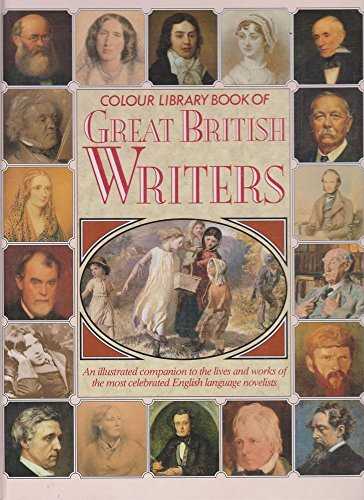 COLOUR LIBRARY BOOK OF
GREAT BRITISH
WRITERS
An illustrated companion to the lives and works of
the most celebrated English language novelists